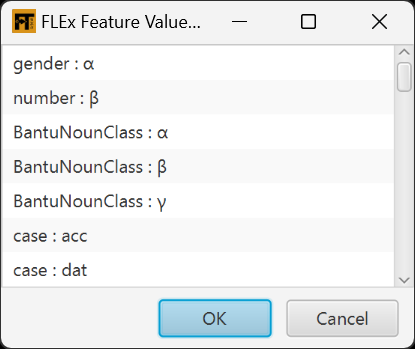 FLEx Feature Value...
gender : α
number : β
BantuNounClass : α
BantuNounClass : β
BantuNounClass : γ
case : acc
case : dat
OK
Cancel